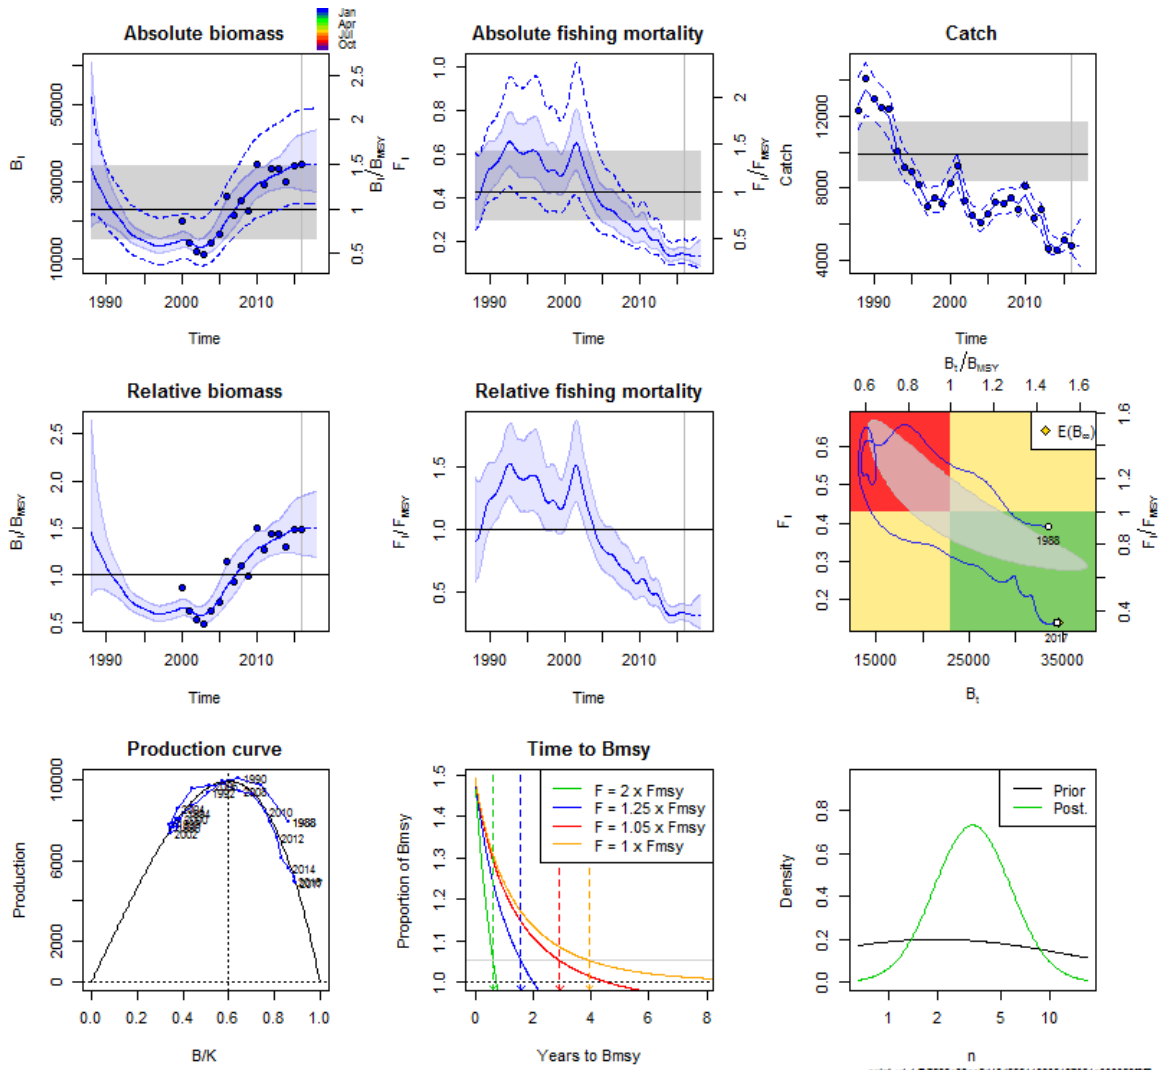 Absolute biomass
Jan
Apr
Jul
Oct
Absolute fishing mortality
Catch
Bt
10000 30000 50000
0.5 1 1.5 2 2.5
Bt/BMSY
1990 2000 2010
Time
Ft
0.2 0.4 0.6 0.8 1.0
0.5 1 1.5 2
Ft/FMSY
1990 2000 2010
Time
Catch
4000 8000 12000
1990 2000 2010
Time
Relative biomass
Bt/BMSY
0.5 1.0 1.5 2.0 2.5
1990 2000 2010
Time
Relative fishing mortality
Ft/FMSY
0.5 1.0 1.5
1990 2000 2010
Time
Bt/BMSY
0.6 0.8 1 1.2 1.4 1.6
E(B∞)
1988
2017
Ft
0.2 0.3 0.4 0.5 0.6
0.4 0.6 0.8 1 1.2 1.4 1.6
Ft/FMSY
15000 25000 35000
Bt
Production curve
Production
0 2000 6000 10000
1990
2008
1992
2010
1988
2012
2002
2014
0.0 0.2 0.4 0.6 0.8 1.0
B/K
Time to Bmsy
F = 2 x Fmsy
F = 1.25 x Fmsy
F = 1.05 x Fmsy
F = 1 x Fmsy
Proportion of Bmsy
1.0 1.1 1.2 1.3 1.4 1.5
0 2 4 6 8
Years to Bmsy
Prior
Post.
Density
0.0 0.2 0.4 0.6 0.8
1 2 5 10
n